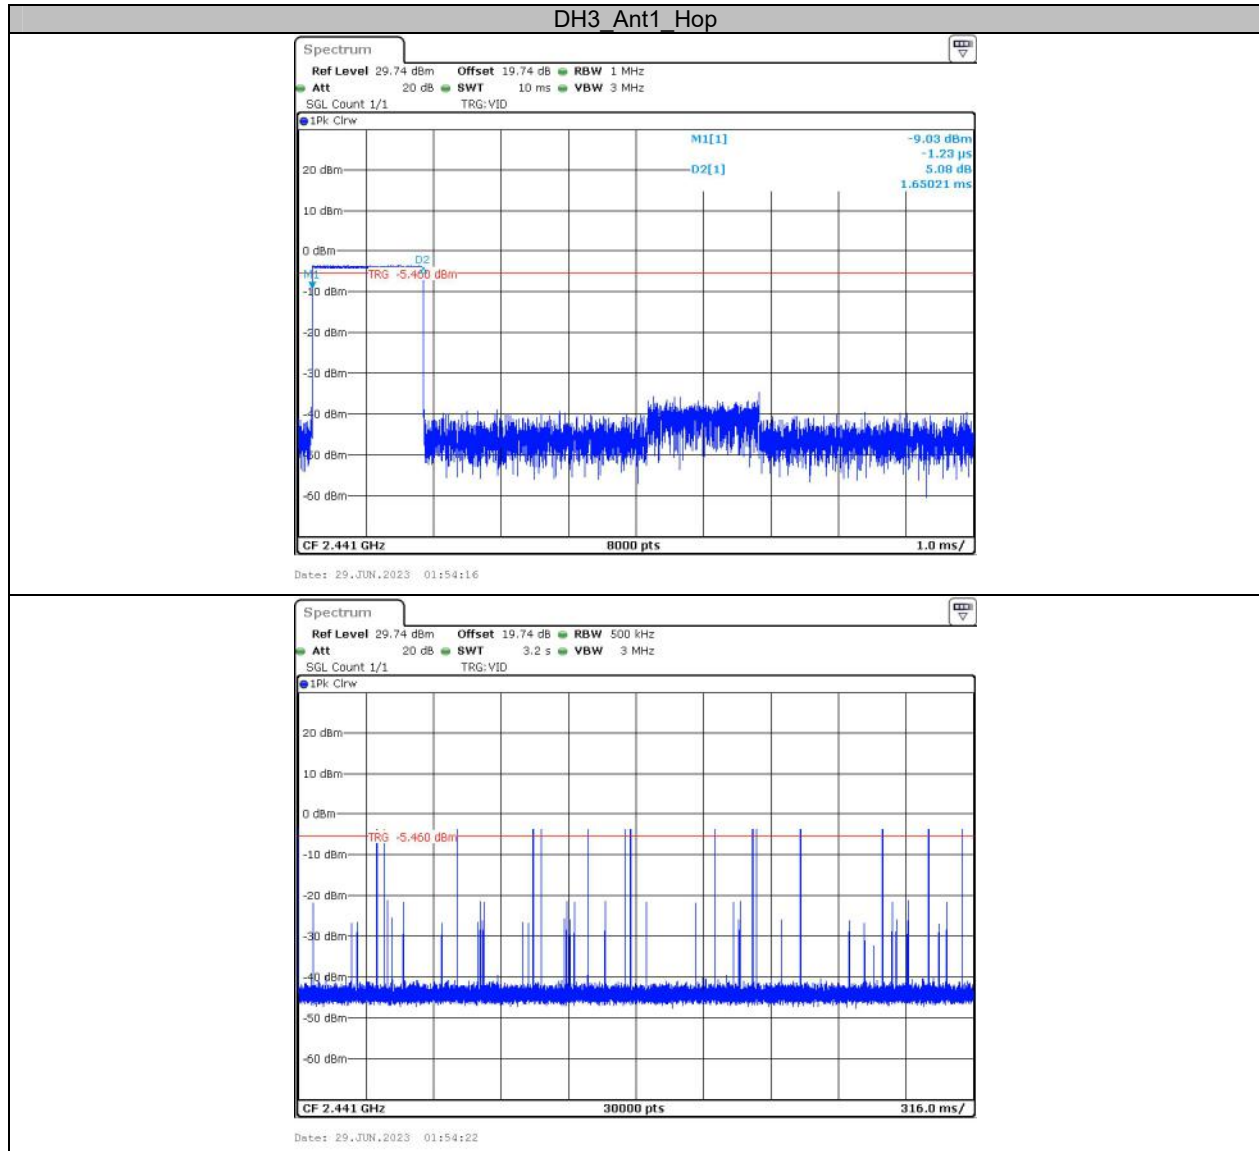 DH3_Ant1_Hop
Spectrum
Ref Level 29.74 dBm Offset 19.74 dB RBW 1 MHz
Att 20 dB SWT 10 ms VBW 3 MHz
SGL Count 1/1 TRG:VID
1Pk Clrw
M1[1] -9.03 dBm
-1.23 µs
20 dBm D2[1] 5.08 dB
1.65021 ms
10 dBm
0 dBm
D2
M1 TRG -5.460 dBm
-10 dBm
-20 dBm
-30 dBm
-40 dBm
-50 dBm
-60 dBm
CF 2.441 GHz 8000 pts 1.0 ms/
Date: 29.JUN.2023 01:54:16
Spectrum
Ref Level 29.74 dBm Offset 19.74 dB RBW 500 kHz
Att 20 dB SWT 3.2 s VBW 3 MHz
SGL Count 1/1 TRG:VID
1Pk Clrw
20 dBm
10 dBm
0 dBm
TRG -5.460 dBm
-10 dBm
-20 dBm
-30 dBm
-40 dBm
-50 dBm
-60 dBm
CF 2.441 GHz 30000 pts 316.0 ms/
Date: 29.JUN.2023 01:54:22